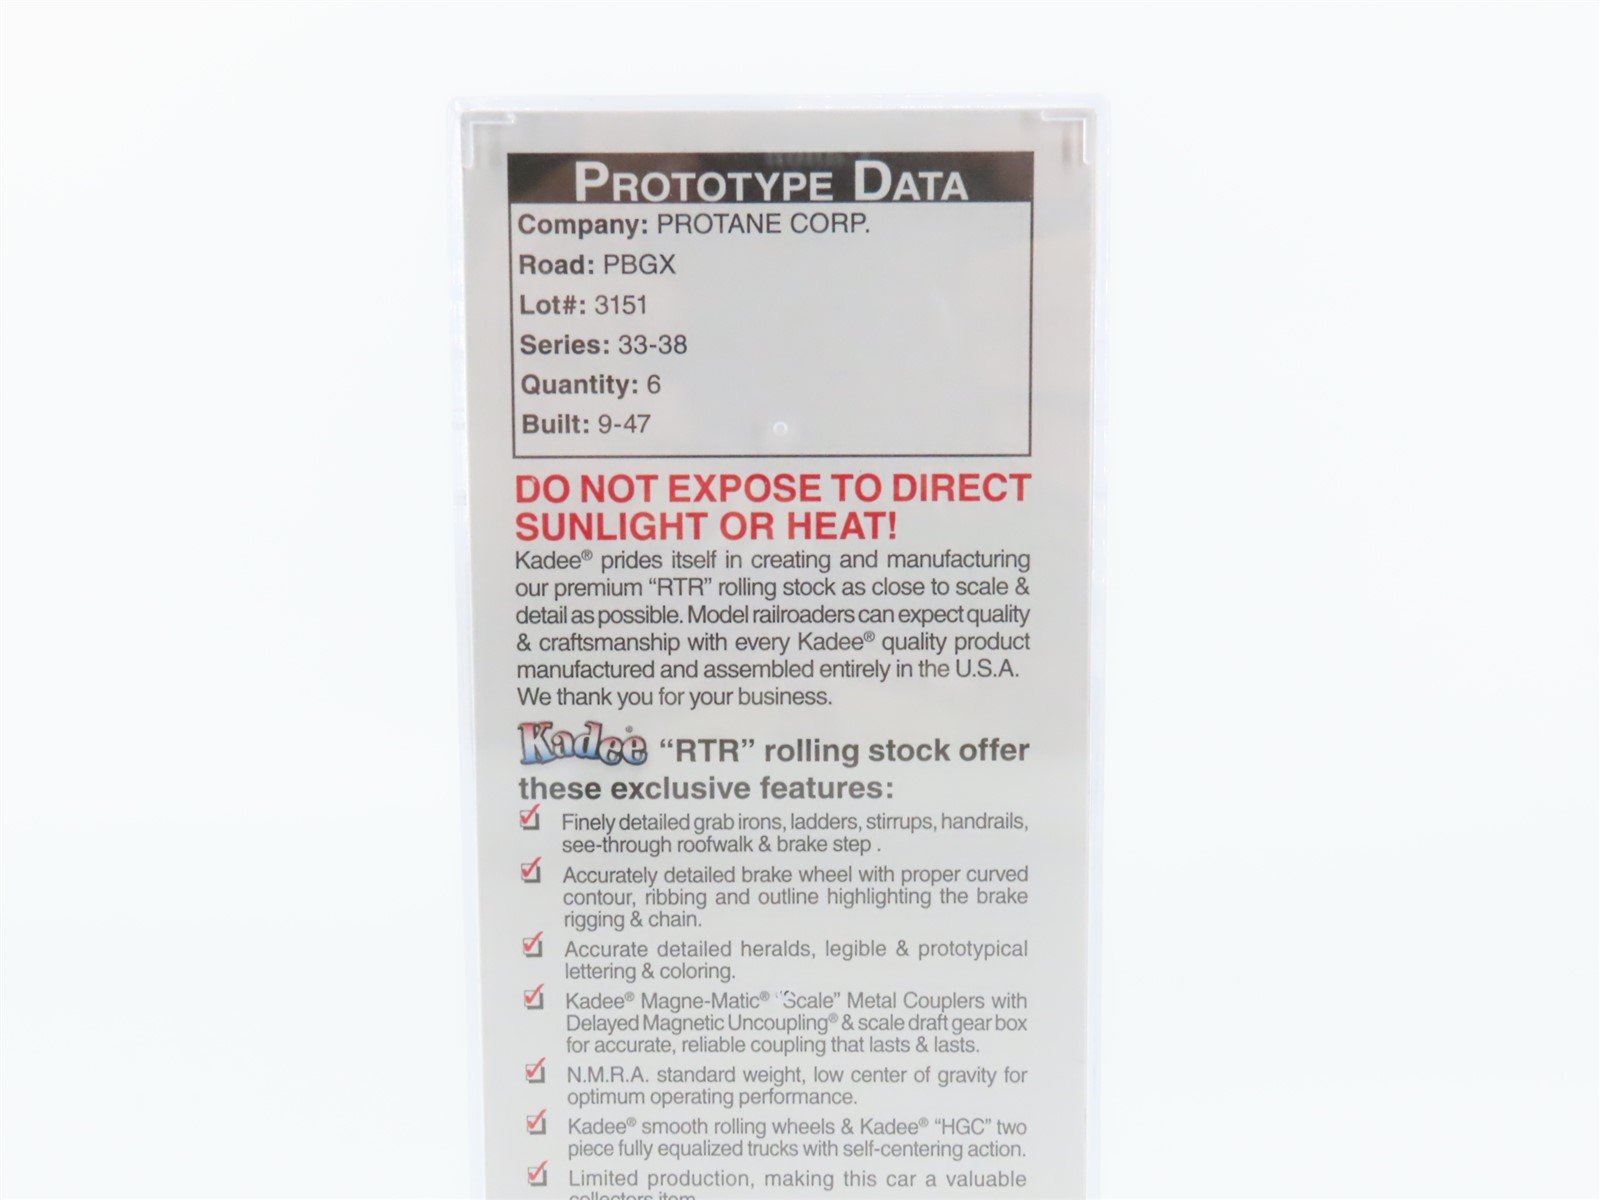 PROTOTYPE DATA
Company: PROTANE CORP.
Road: PBGX
Lot#: 3151
Series: 33-38
Quantity: 6
Built: 9-47
DO NOT EXPOSE TO DIRECT
SUNLIGHT OR HEAT!
Kadee® prides itself in creating and manufacturing
our premium “RTR” rolling stock as close to scale &
detail as possible. Model railroaders can expect quality
& craftsmanship with every Kadee® quality product
manufactured and assembled entirely in the U.S.A.
We thank you for your business.
Kadee® “RTR” rolling stock offer
these exclusive features:
Finely detailed grab irons, ladders, stirrups, handrails,
see-through roofwalk & brake step .
Accurately detailed brake wheel with proper curved
contour, ribbing and outline highlighting the brake
rigging & chain.
Accurate detailed heralds, legible & prototypical
lettering & coloring.
Kadee® Magne-Matic® “Scale” Metal Couplers with
Delayed Magnetic Uncoupling® & scale draft gear box
for accurate, reliable coupling that lasts & lasts.
N.M.R.A. standard weight, low center of gravity for
optimum operating performance.
Kadee® smooth rolling wheels & Kadee® “HGC” two
piece fully equalized trucks with self-centering action.
Limited production, making this car a valuable
collectors item.